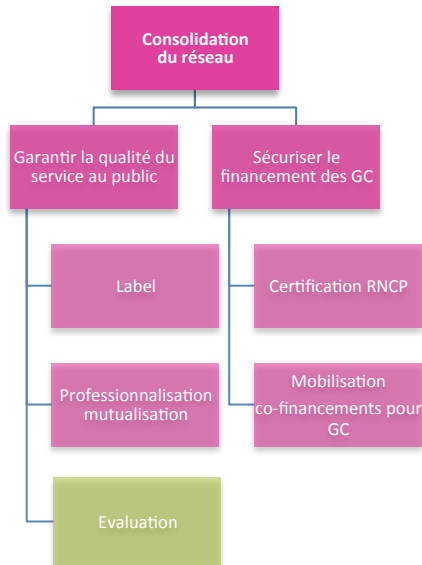 Consolidation
du réseau
Garantir la qualité du
service au public
Sécuriser le
financement des GC
Label
Certification RNCP
Professionnalisation
mutualisation
Mobilisation
co-financements pour
GC
Evaluation